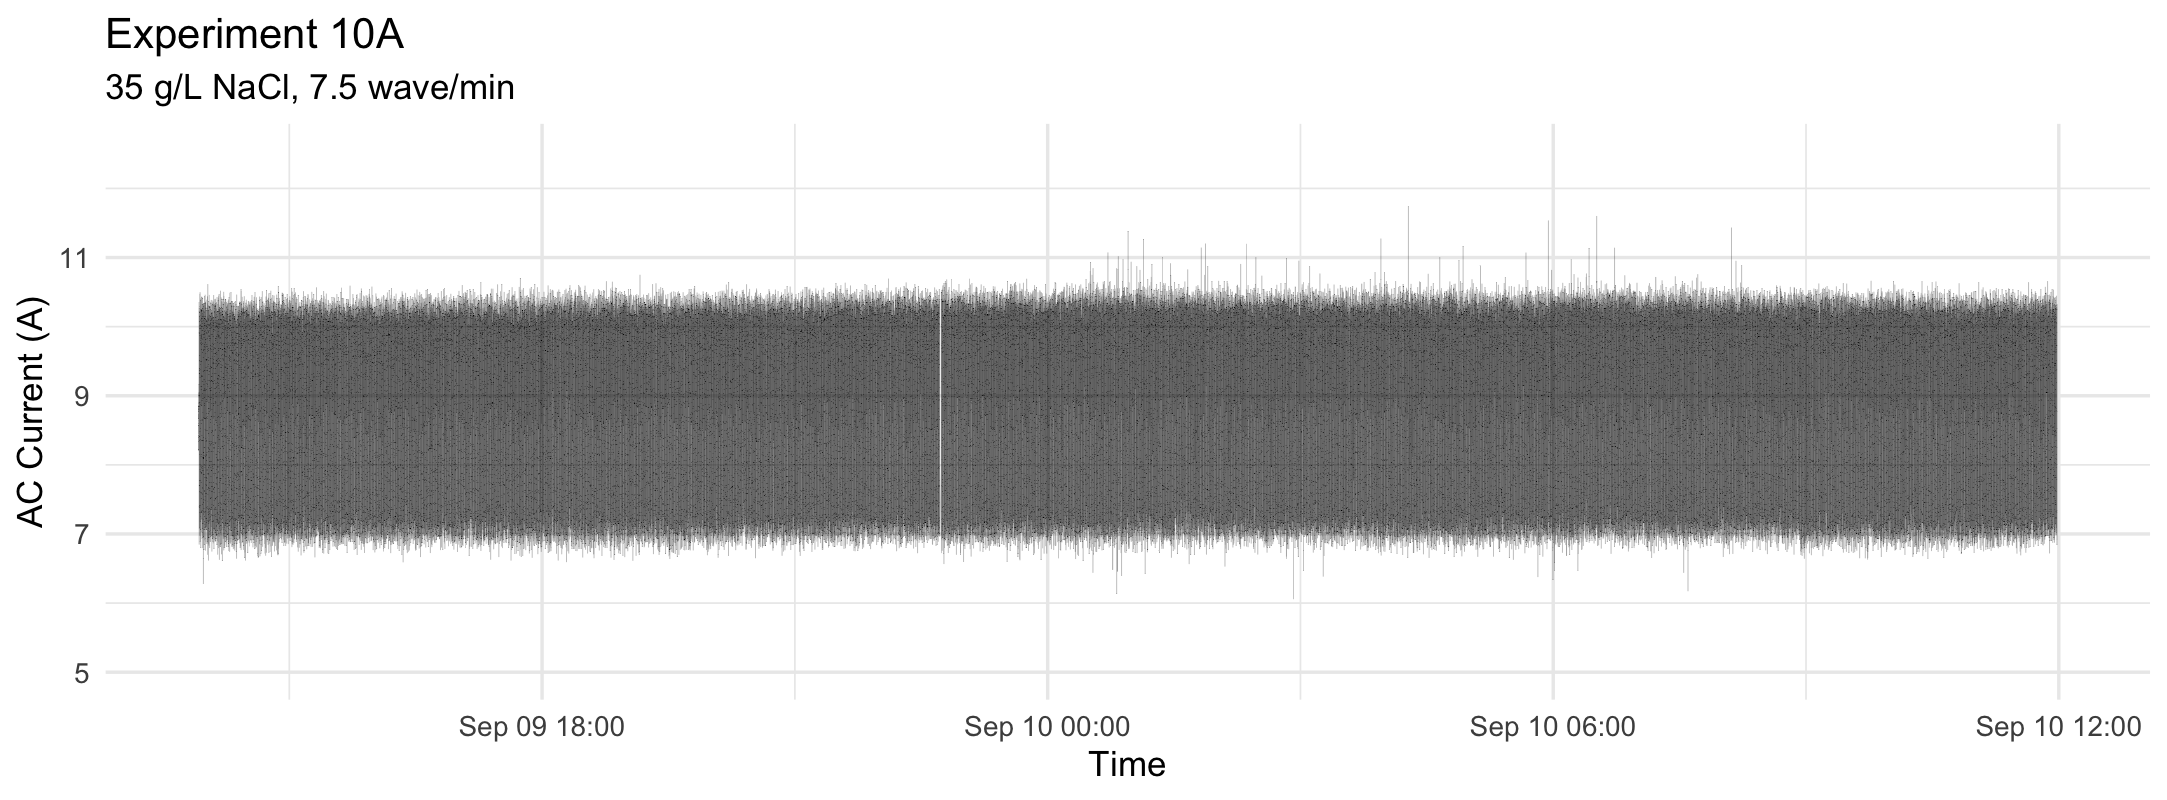 Experiment 10A
35 g/L NaCl, 7.5 wave/min
AC Current (A)
11
9
7
5
Sep 09 18:00
Sep 10 00:00
Sep 10 06:00
Sep 10 12:00
Time